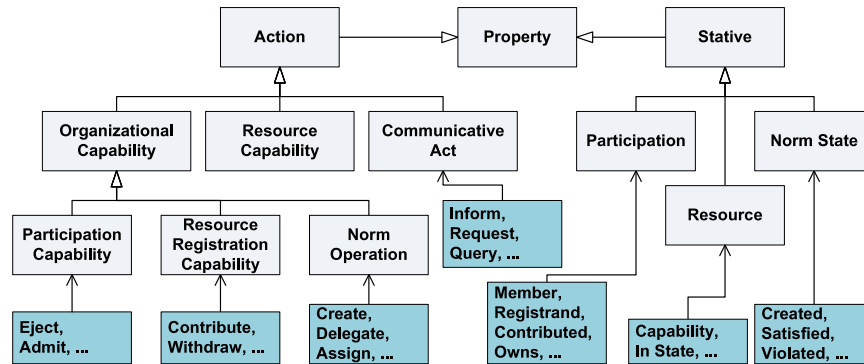 Action
Property
Stative
Organizational
Capability
Resource
Capability
Communicative
Act
Participation
Norm State
Resource
Participation
Capability
Resource
Registration
Capability
Norm
Operation
Inform,
Request,
Query, ...
Eject,
Admit, ...
Contribute,
Withdraw, ...
Create,
Delegate,
Assign, ...
Member,
Registrand,
Contributed,
Owns, ...
Capability,
In State, ...
Created,
Satisfied,
Violated, ...